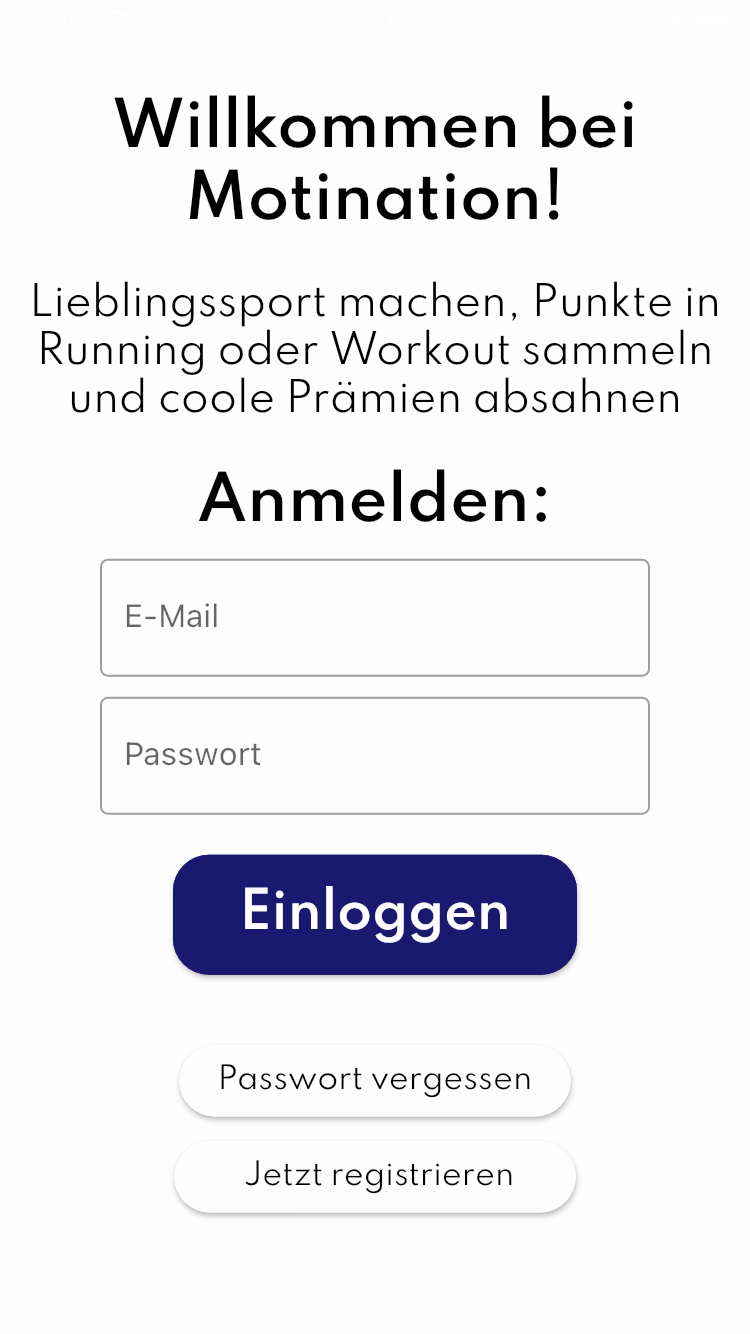 Willkommen bei
Motination!
Lieblingssport machen, Punkte in
Running oder Workout sammeln
und coole Prämien absahnen
Anmelden:
E-Mail
Passwort
Einloggen
Passwort vergessen
Jetzt registrieren